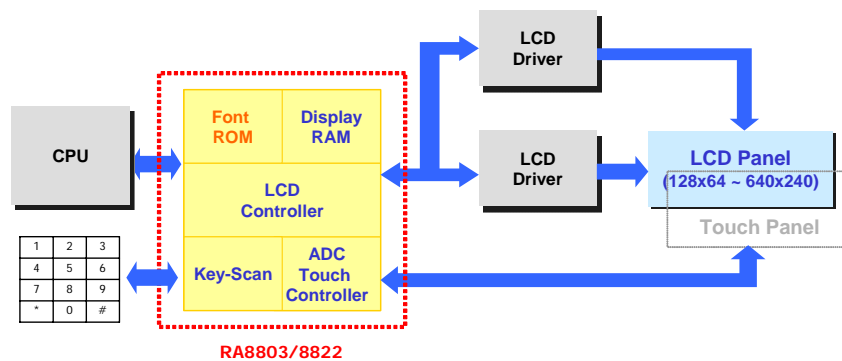 LCD
Driver
Font
ROM
Display
RAM
CPU
LCD
Driver
LCD Panel
(128x64 ~ 640x240)
LCD
Controller
Touch Panel
1 2 3
4 5 6
7 8 9
* 0 #
Key-Scan
ADC
Touch
Controller
RA8803/8822